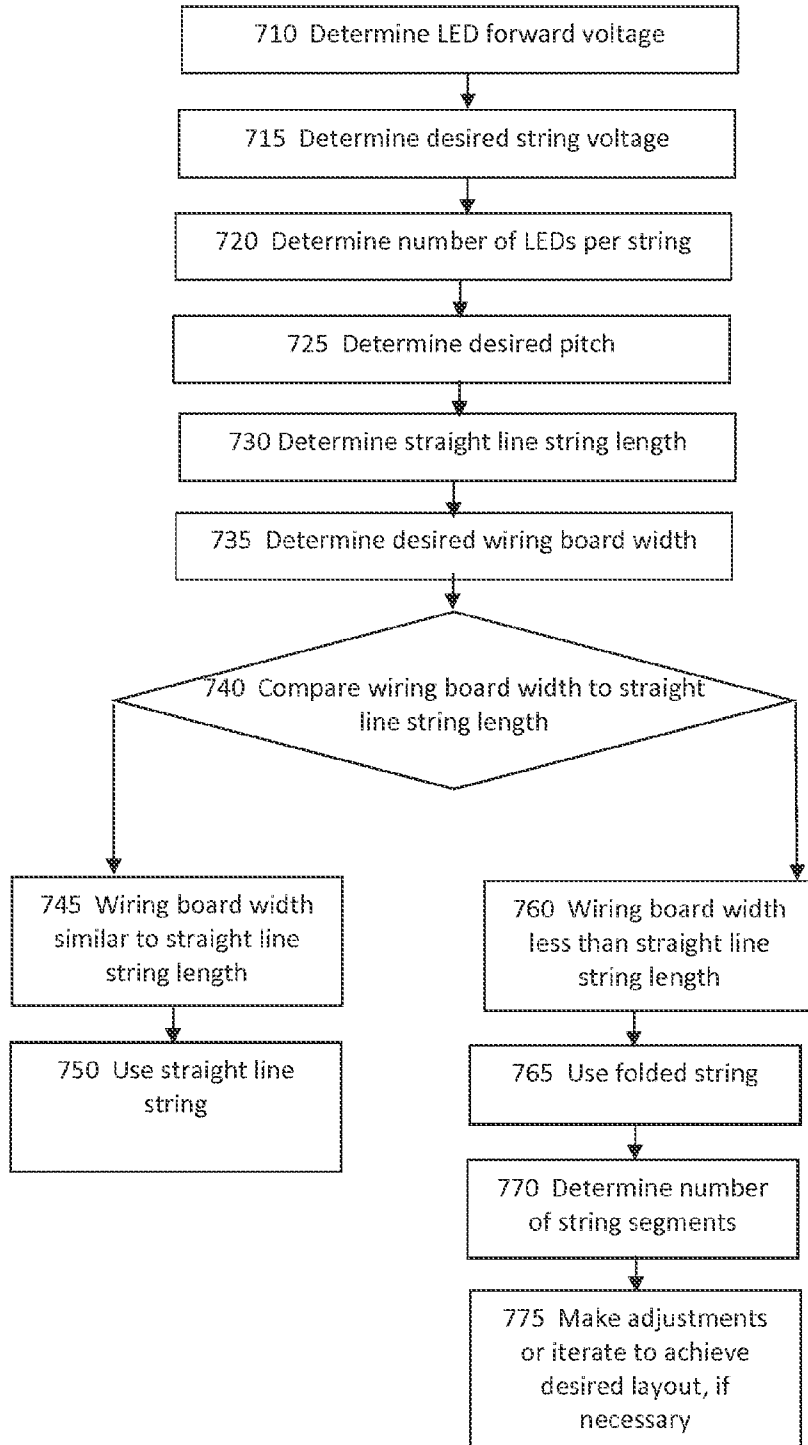 710 Determine LED forward voltage
715 Determine desired string voltage
720 Determine number of LEDs per string
725 Determine desired pitch
730 Determine straight line string length
735 Determine desired wiring board width
740 Compare wiring board width to straight
line string length
745 Wiring board width
similar to straight line
string length
750 Use straight line
string
760 Wiring board width
less than straight line
string length
765 Use folded string
770 Determine number
of string segments
775 Make adjustments
or iterate to achieve
desired layout, if
necessary